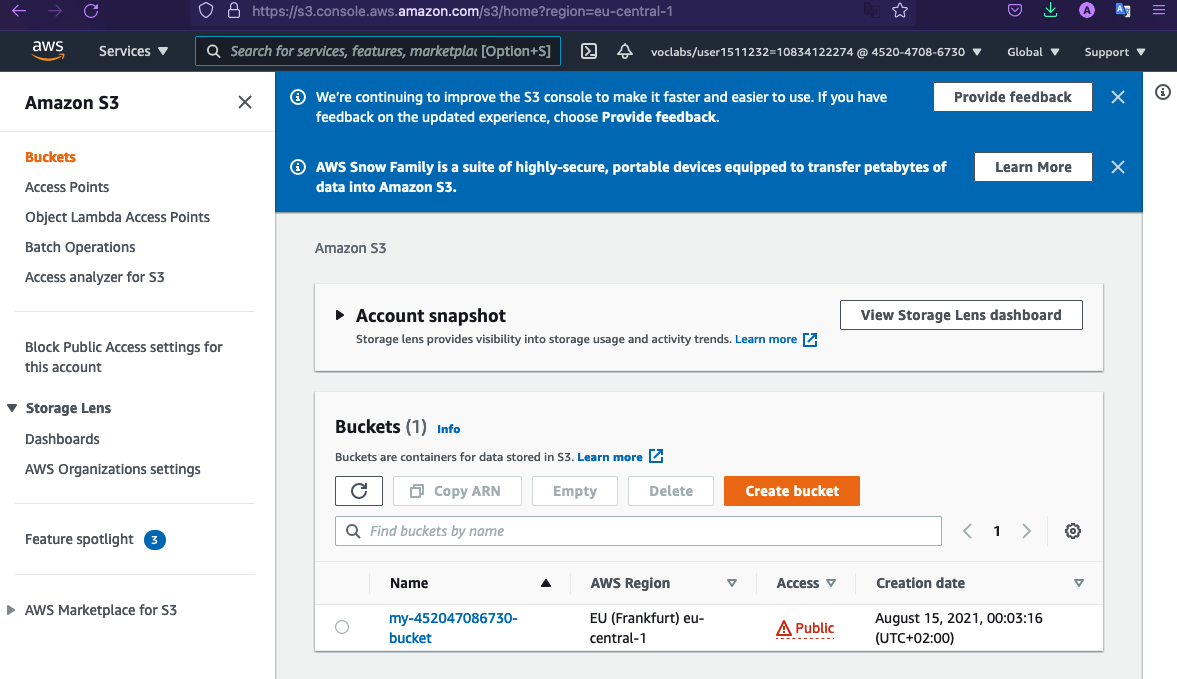 https://s3.console.aws.amazon.com/s3/home?region=eu-central-1
aws
Services ▼
Search for services, features, marketplac [Option+S]
voclabs/user1511232=10834122274 @ 4520-4708-6730 ▼
Global ▼
Support ▼
Amazon S3
Buckets
Access Points
Object Lambda Access Points
Batch Operations
Access analyzer for S3
Block Public Access settings for
this account
Storage Lens
Dashboards
AWS Organizations settings
Feature spotlight 3
AWS Marketplace for S3
We're continuing to improve the S3 console to make it faster and easier to use. If you have
feedback on the updated experience, choose Provide feedback.
Provide feedback
AWS Snow Family is a suite of highly-secure, portable devices equipped to transfer petabytes of
data into Amazon S3.
Learn More
Amazon S3
Account snapshot
Storage lens provides visibility into storage usage and activity trends. Learn more
View Storage Lens dashboard
Buckets (1) Info
Buckets are containers for data stored in S3. Learn more
Copy ARN
Empty
Delete
Create bucket
Find buckets by name
1
Name
AWS Region
Access
Creation date
my-452047086730-
bucket
EU (Frankfurt) eu-
central-1
Public
August 15, 2021, 00:03:16
(UTC+02:00)